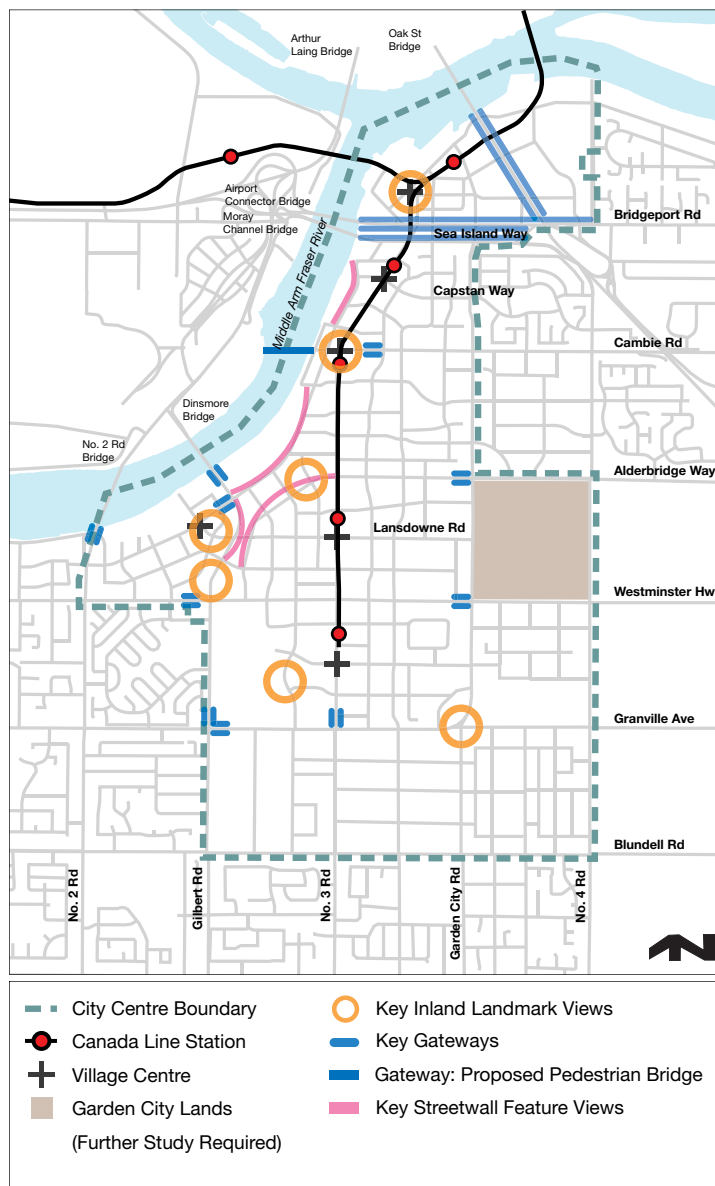 Arthur
Laing Bridge
Oak St
Bridge
Airport
Connector Bridge
Moray
Channel Bridge
Bridgeport Rd
Sea Island Way
Middle Arm Fraser River
Capstan Way
Cambie Rd
Dinsmore
Bridge
No. 2 Rd
Bridge
Alderbridge Way
Lansdowne Rd
Westminster Hw
Granville Ave
Blundell Rd
No. 2 Rd
Gilbert Rd
No. 3 Rd
Garden City Rd
No. 4 Rd
N
City Centre Boundary
Canada Line Station
Village Centre
Garden City Lands
(Further Study Required)
Key Inland Landmark Views
Key Gateways
Gateway: Proposed Pedestrian Bridge
Key Streetwall Feature Views